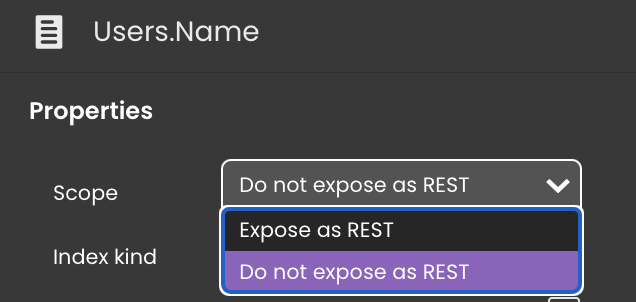 Users.Name
Properties
Scope
Do not expose as REST
Expose as REST
Index kind
Do not expose as REST